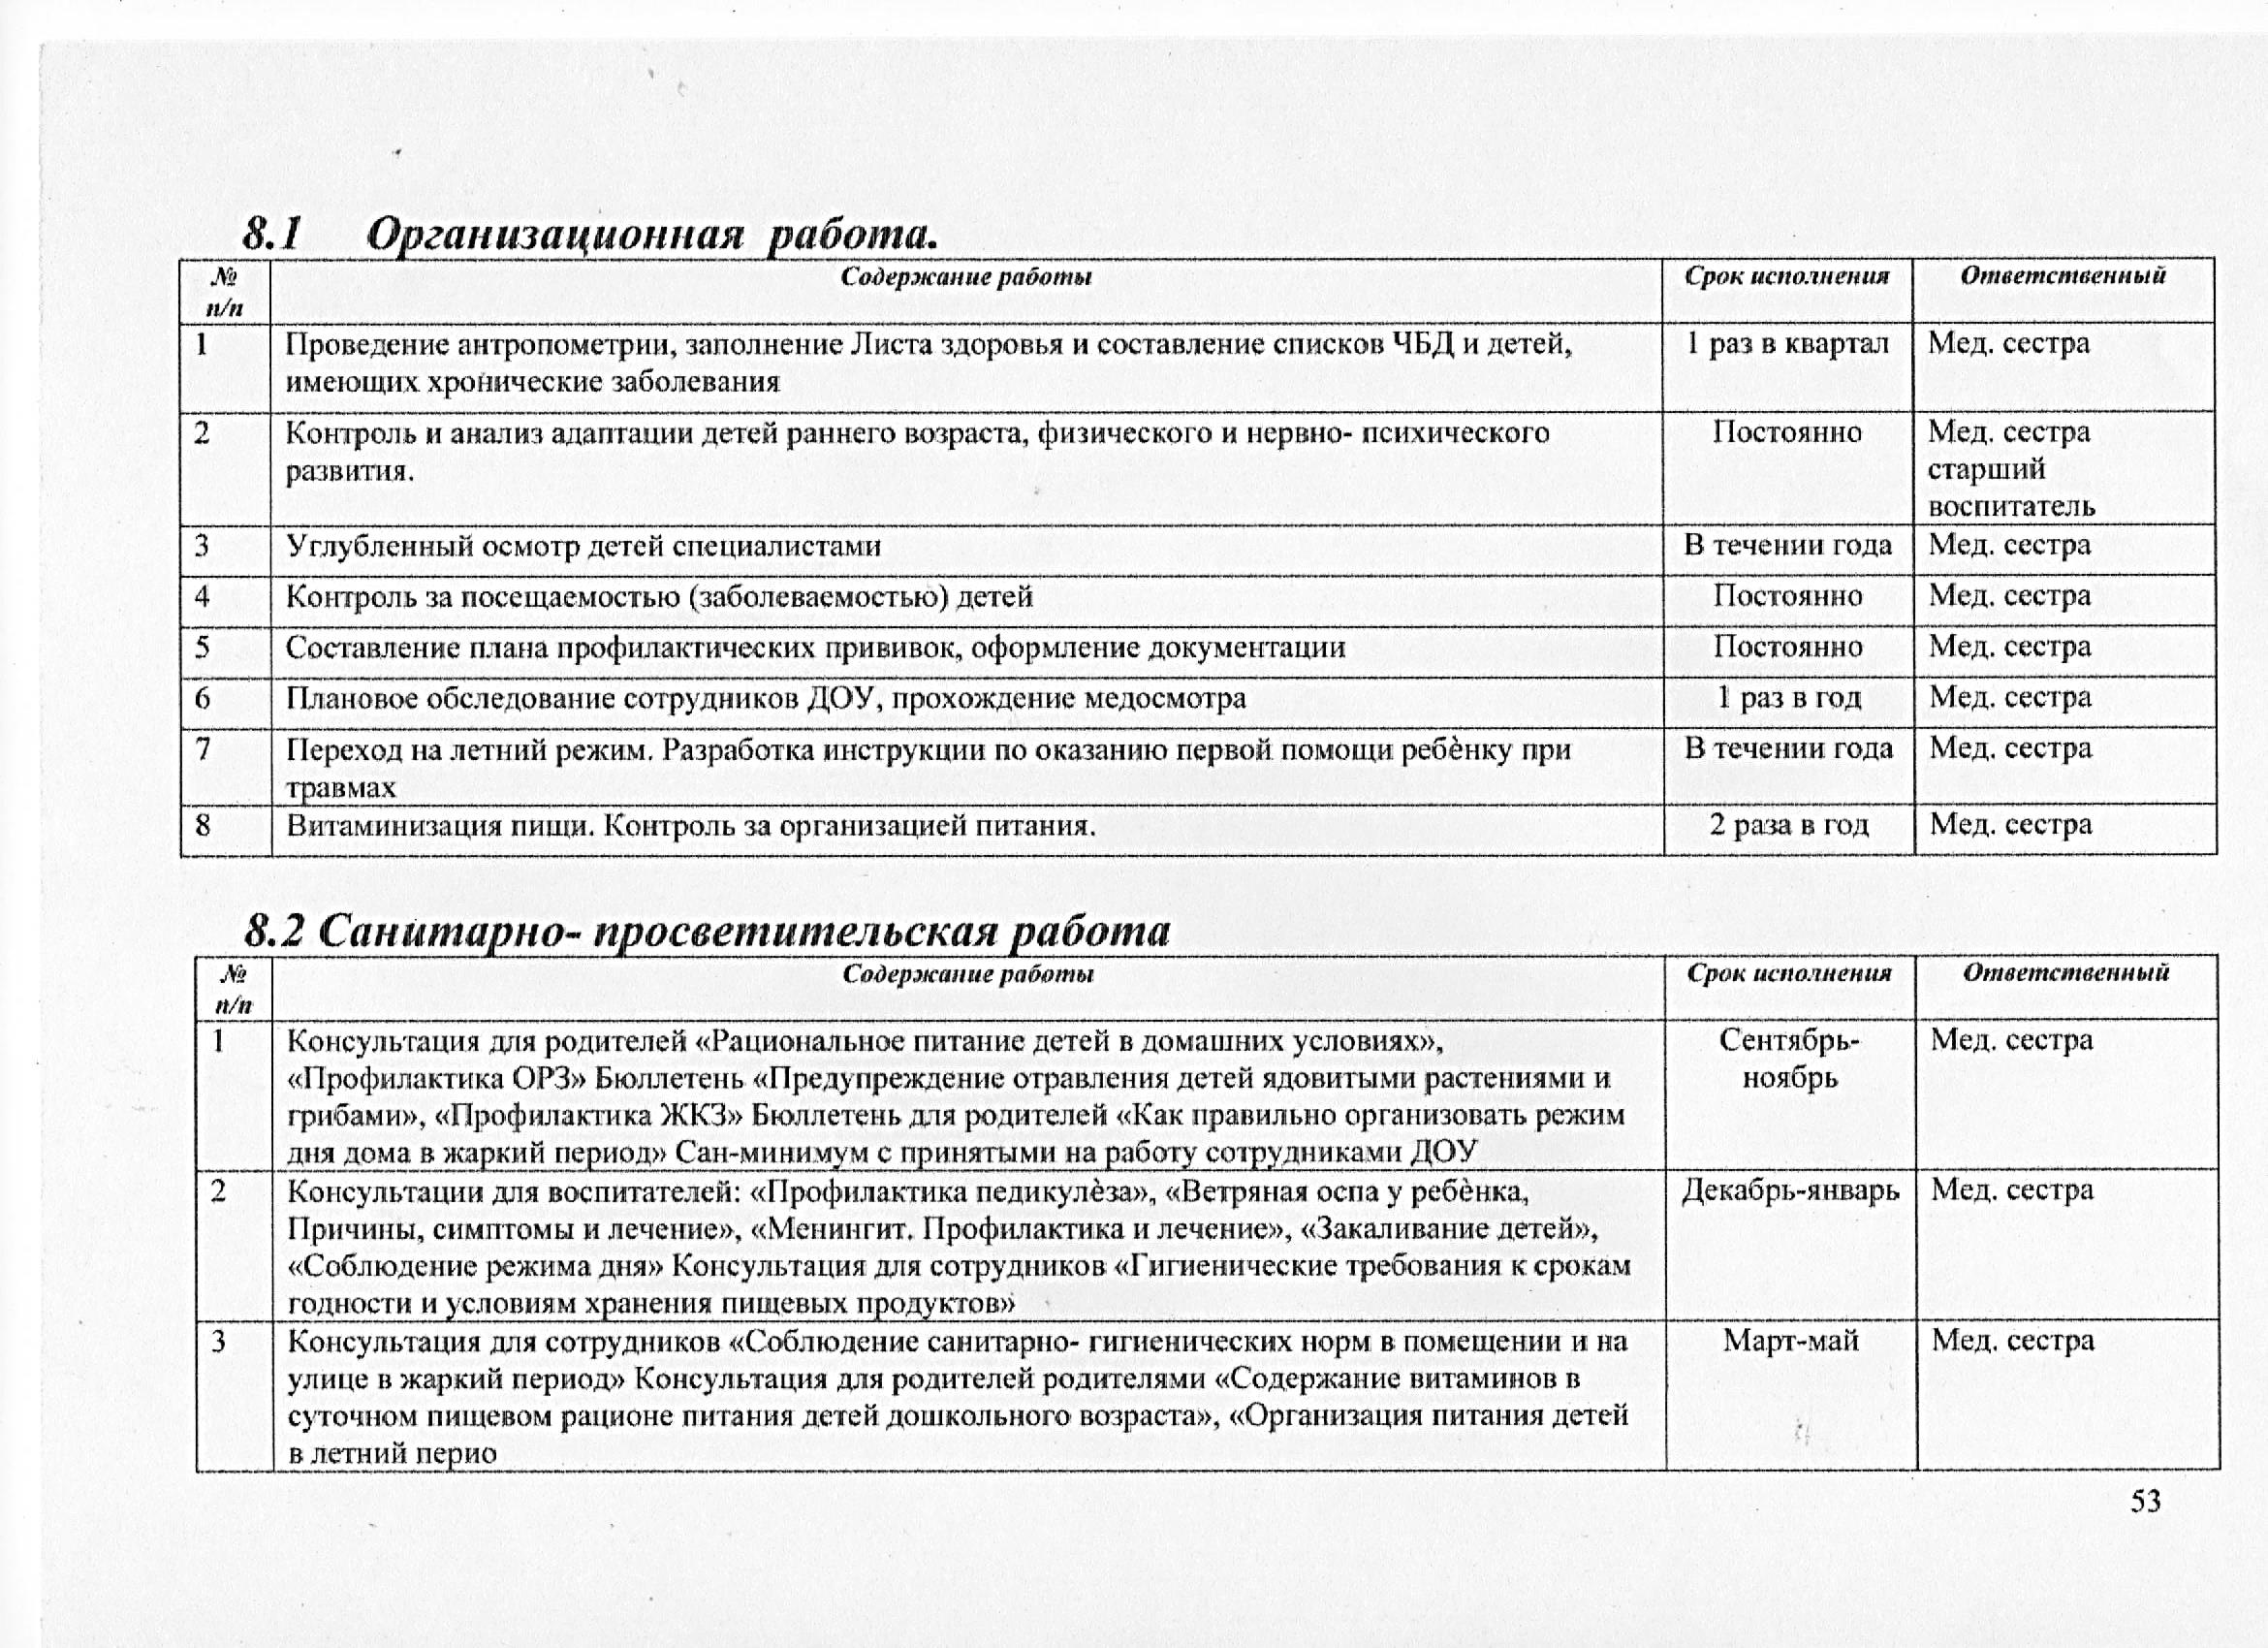 8.1 Организационная работа.
№ п/п Содержание работы Срок исполнения Ответственный
1 Проведение антропометрии, заполнение Листа здоровья и составление списков ЧБД и детей, 1 раз в квартал Мед. сестра
имеющих хронические заболевания
2 Контроль и анализ адаптации детей раннего возраста, физического и нервно- психического Постоянно Мед. сестра
развития. старший
воспитатель
3 Углубленный осмотр детей специалистами В течении года Мед. сестра
4 Контроль за посещаемостью (заболеваемостью) детей Постоянно Мед. сестра
5 Составление плана профилактических прививок, оформление документации Постоянно Мед. сестра
6 Плановое обследование сотрудников ДОУ, прохождение медосмотра 1 раз в год Мед. сестра
7 Переход на летний режим. Разработка инструкции по оказанию первой помощи ребѐнку при В течении года Мед. сестра
травмах
8 Витаминизация пищи. Контроль за организацией питания. 2 раза в год Мед. сестра
8.2 Санитарно- просветительская работа
№ п/п Содержание работы Срок исполнения Ответственный
1 Консультация для родителей «Рациональное питание детей в домашних условиях», Сентябрь- Мед. сестра
«Профилактика ОРЗ» Бюллетень «Предупреждение отравления детей ядовитыми растениями и ноябрь
грибами», «Профилактика ЖКЗ» Бюллетень для родителей «Как правильно организовать режим
дня дома в жаркий период» Сан-минимум с принятыми на работу сотрудниками ДОУ
2 Консультации для воспитателей: «Профилактика педикулѐза», «Ветряная оспа у ребѐнка, Декабрь-январь Мед. сестра
Причины, симптомы и лечение», «Менингит. Профилактика и лечение», «Закаливание детей»,
«Соблюдение режима дня» Консультация для сотрудников «Гигиенические требования к срокам
годности и условиям хранения пищевых продуктов»
3 Консультация для сотрудников «Соблюдение санитарно- гигиенических норм в помещении и на Март-май Мед. сестра
улице в жаркий период» Консультация для родителей родителями «Содержание витаминов в
суточном пищевом рационе питания детей дошкольного возраста», «Организация питания детей
в летний перио
53